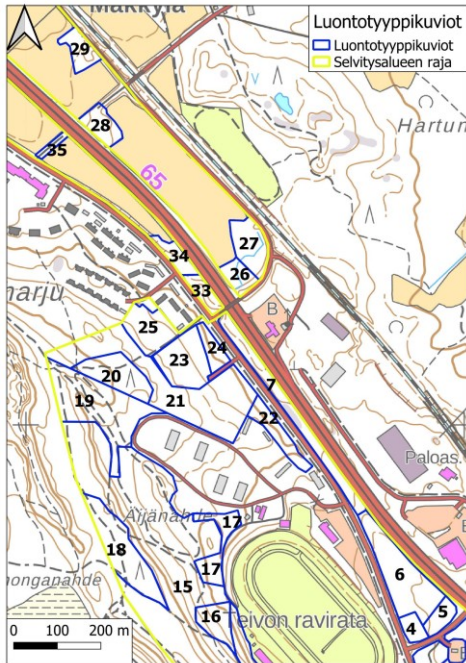 Mäkkylä
Luontotyyppikuviot
Luontotyyppikuviot
Selvitysalueen raja
29
28
35
65
Hartun
27
34
26
33
harju
25
24
B
23
20
7
19
21
22
Paloas.
Äijänahde
17
18
17
6
15
honganahde
16
Teivon ravirata
5
4
0 100 200 m